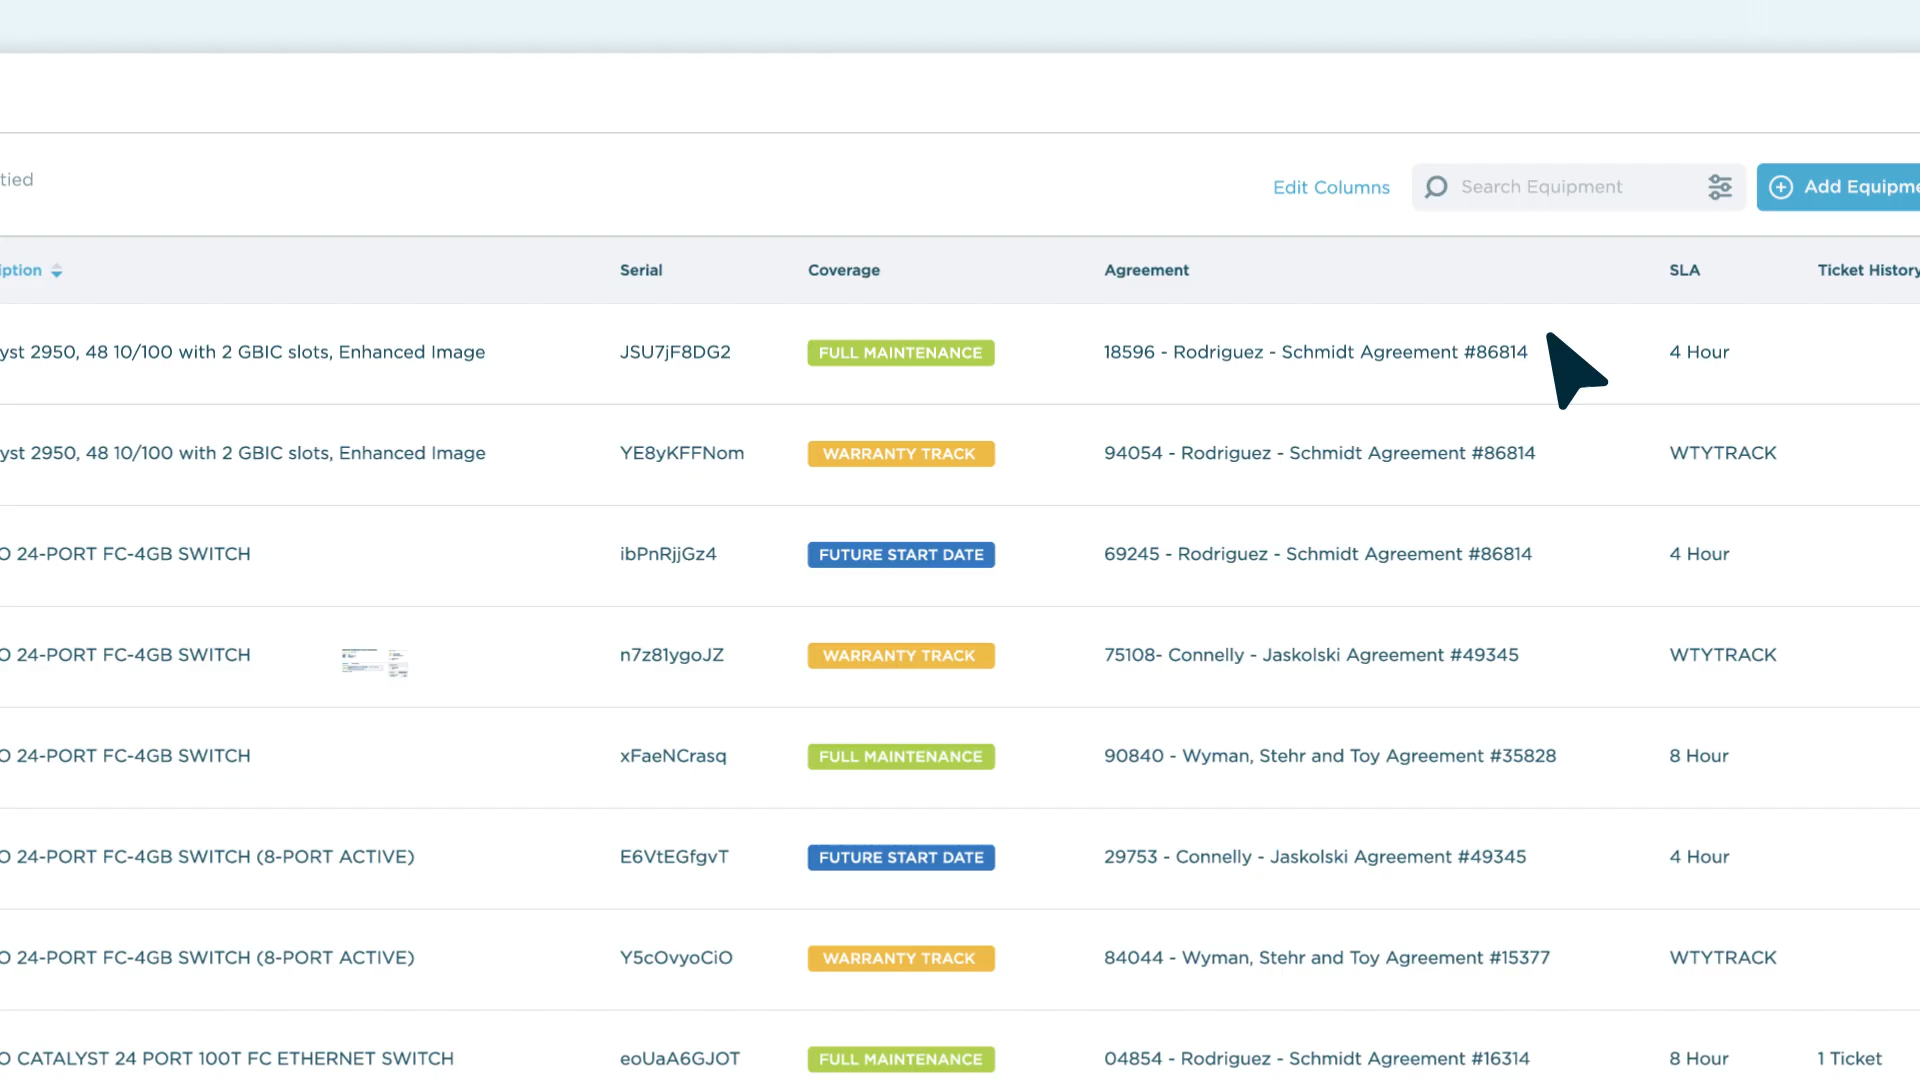 tied
Edit Columns Search Equipment Add Equipme
iption Serial Coverage Agreement SLA Ticket History
yst 2950, 48 10/100 with 2 GBIC slots, Enhanced Image JSU7jF8DG2 FULL MAINTENANCE 18596 - Rodriguez - Schmidt Agreement #86814 4 Hour
yst 2950, 48 10/100 with 2 GBIC slots, Enhanced Image YE8yKFFNom WARRANTY TRACK 94054 - Rodriguez - Schmidt Agreement #86814 WTYTRACK
O 24-PORT FC-4GB SWITCH ibPnRjjGz4 FUTURE START DATE 69245 - Rodriguez - Schmidt Agreement #86814 4 Hour
O 24-PORT FC-4GB SWITCH n7z81ygoJZ WARRANTY TRACK 75108- Connelly - Jaskolski Agreement #49345 WTYTRACK
O 24-PORT FC-4GB SWITCH xFaeNCrasq FULL MAINTENANCE 90840 - Wyman, Stehr and Toy Agreement #35828 8 Hour
O 24-PORT FC-4GB SWITCH (8-PORT ACTIVE) E6VtEGfgvT FUTURE START DATE 29753 - Connelly - Jaskolski Agreement #49345 4 Hour
O 24-PORT FC-4GB SWITCH (8-PORT ACTIVE) Y5cOvyoCiO WARRANTY TRACK 84044 - Wyman, Stehr and Toy Agreement #15377 WTYTRACK
O CATALYST 24 PORT 100T FC ETHERNET SWITCH eoUaA6GJOT FULL MAINTENANCE 04854 - Rodriguez - Schmidt Agreement #16314 8 Hour 1 Ticket